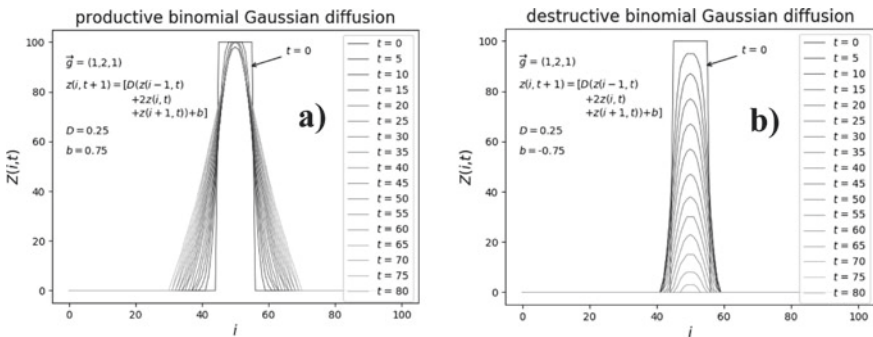 productive binomial Gaussian diffusion
100
80
60
40
20
0
Z(i,t)
g⃗ = (1,2,1)
z(i, t+1) = [D(z(i−1, t)
+2z(i, t)
+z(i+1, t))+b]
D = 0.25
b = 0.75
t = 0
a)
t = 0
t = 5
t = 10
t = 15
t = 20
t = 25
t = 30
t = 35
t = 40
t = 45
t = 50
t = 55
t = 60
t = 65
t = 70
t = 75
t = 80
0 20 40 60 80 100
i
destructive binomial Gaussian diffusion
100
80
60
40
20
0
Z(i,t)
g⃗ = (1,2,1)
z(i, t+1) = [D(z(i−1, t)
+2z(i, t)
+z(i+1, t))+b]
D = 0.25
b = -0.75
t = 0
b)
t = 0
t = 5
t = 10
t = 15
t = 20
t = 25
t = 30
t = 35
t = 40
t = 45
t = 50
t = 55
t = 60
t = 65
t = 70
t = 75
t = 80
0 20 40 60 80 100
i